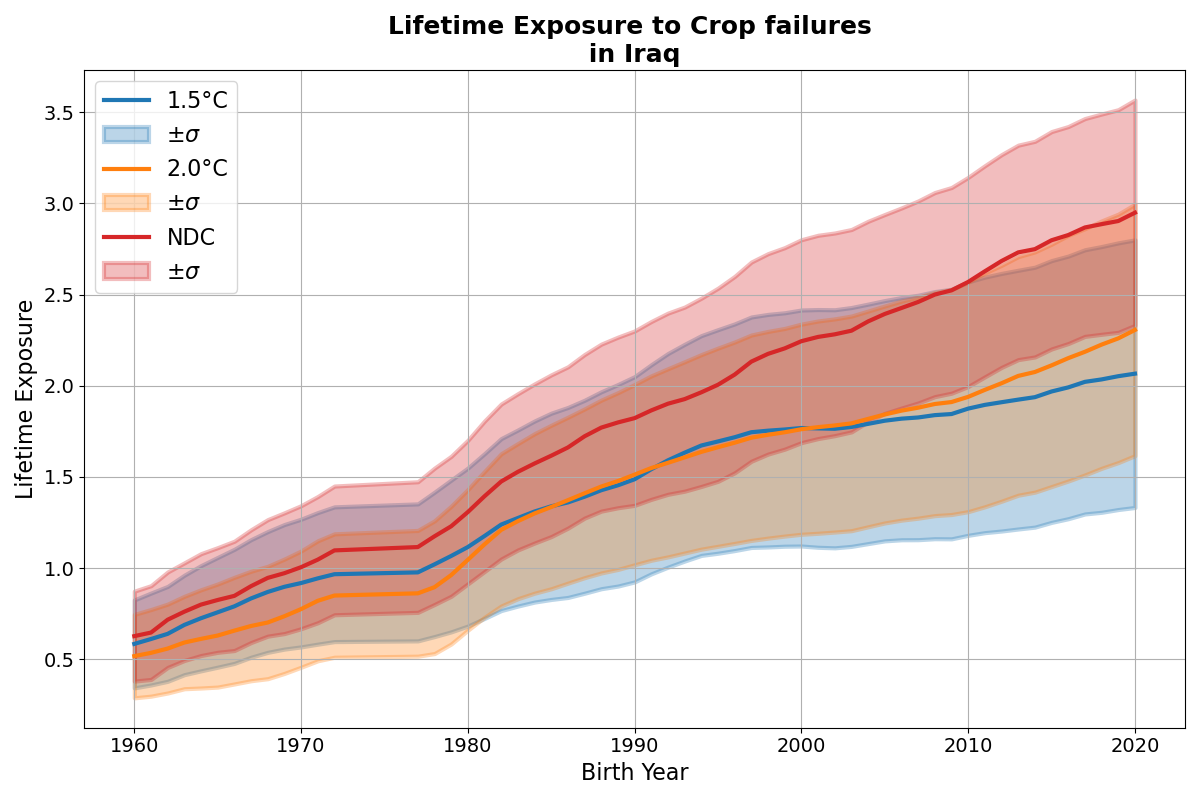 Lifetime Exposure to Crop failures
in Iraq
1.5°C
±σ
2.0°C
±σ
NDC
±σ
Lifetime Exposure
3.5
3.0
2.5
2.0
1.5
1.0
0.5
1960 1970 1980 1990 2000 2010 2020
Birth Year